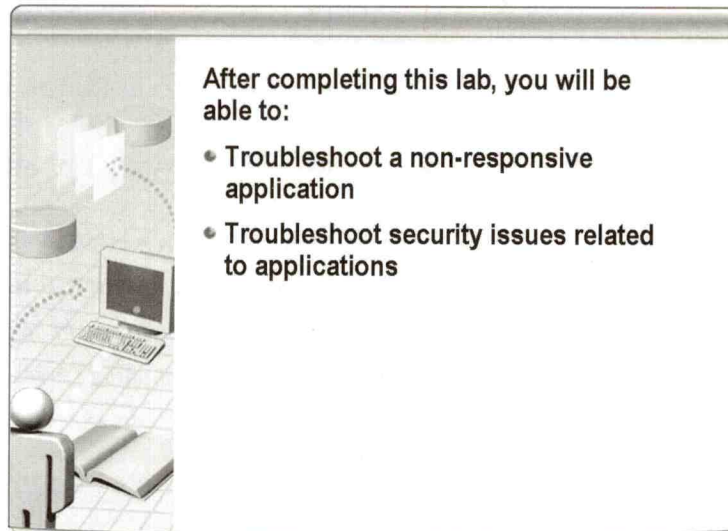 After completing this lab, you will be
able to:
• Troubleshoot a non-responsive
application
• Troubleshoot security issues related
to applications